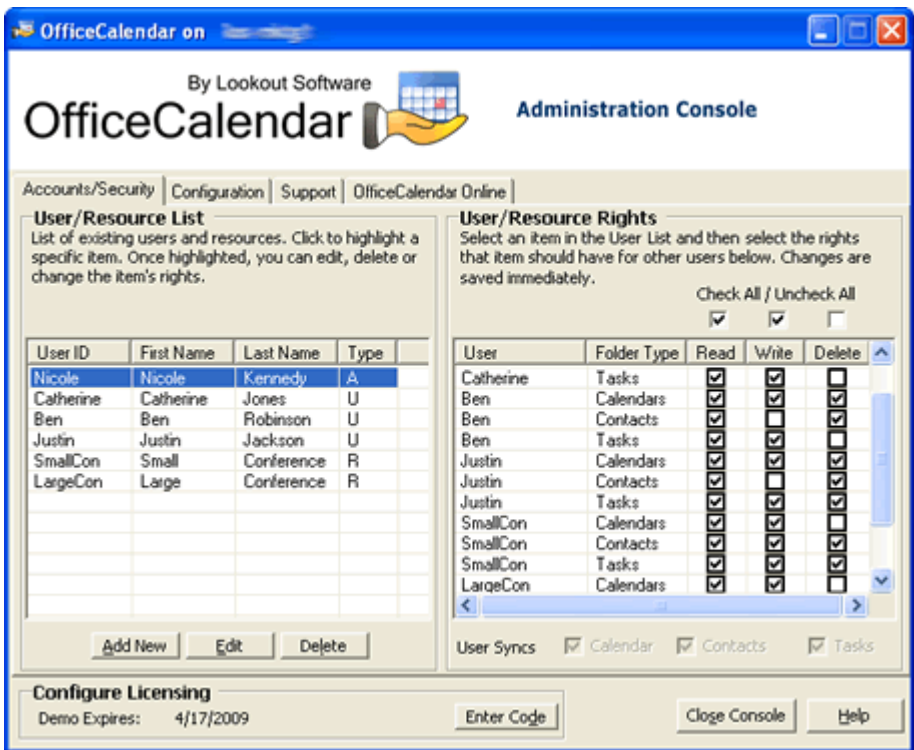 OfficeCalendar on
By Lookout Software
OfficeCalendar
Administration Console
Accounts/Security Configuration Support OfficeCalendar Online
User/Resource List
List of existing users and resources. Click to highlight a
specific item. Once highlighted, you can edit, delete or
change the item's rights.
User ID First Name Last Name Type
Nicole Nicole Kennedy A
Catherine Catherine Jones U
Ben Ben Robinson U
Justin Justin Jackson U
SmallCon Small Conference R
LargeCon Large Conference R
Add New Edit Delete
User/Resource Rights
Select an item in the User List and then select the rights
that item should have for other users below. Changes are
saved immediately.
Check All / Uncheck All
User Folder Type Read Write Delete
Catherine Tasks
Ben Calendars
Ben Contacts
Ben Tasks
Justin Calendars
Justin Contacts
Justin Tasks
SmallCon Calendars
SmallCon Contacts
SmallCon Tasks
LargeCon Calendars
User Syncs Calendar Contacts Tasks
Configure Licensing
Demo Expires: 4/17/2009
Enter Code
Close Console Help